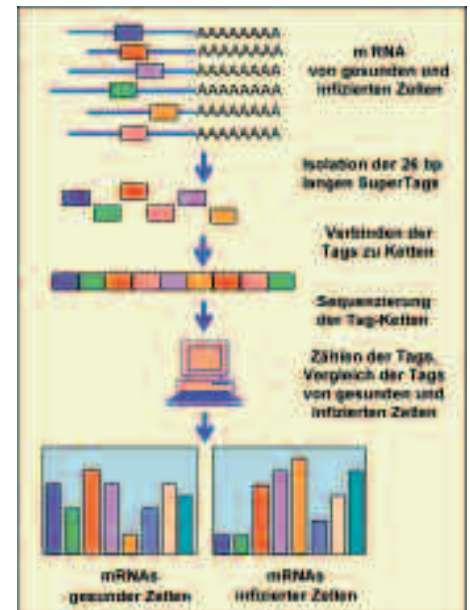 AAAAAAAA
AAAAAAAA
AAAAAAAA
AAAAAAAA
AAAAAAAA
AAAAAAAA
m RNA
von gesunden und
infizierten Zellen
Isolation der 26 bp
langen SuperTags
Verbinden der
Tags zu Ketten
Sequenzierung
der Tag-Ketten
Zählen der Tags,
Vergleich der Tags
von gesunden und
infizierten Zellen
mRNAs
gesunder Zellen
mRNAs
infizierter Zellen